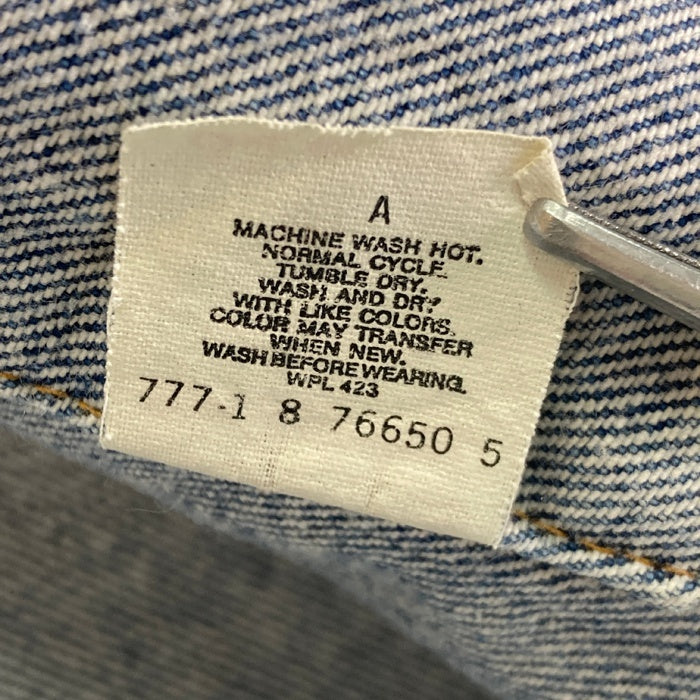 A
MACHINE WASH HOT.
NORMAL CYCLE.
TUMBLE DRY.
WASH AND DRY
WITH LIKE COLORS.
COLOR MAY TRANSFER
WHEN NEW.
WASH BEFORE WEARING.
WPL 423
777-1 8 76650 5